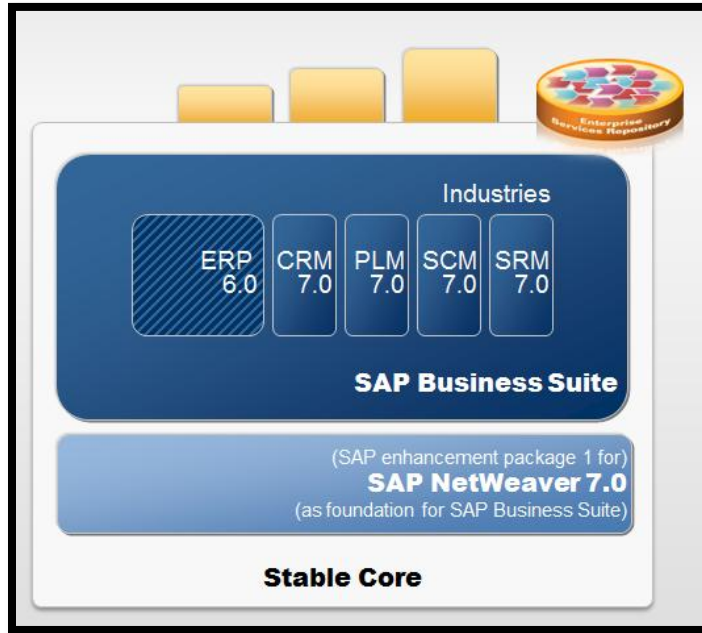 Enterprise
Services Repository
Industries
ERP CRM PLM SCM SRM
6.0 7.0 7.0 7.0 7.0
SAP Business Suite
(SAP enhancement package 1 for)
SAP NetWeaver 7.0
(as foundation for SAP Business Suite)
Stable Core